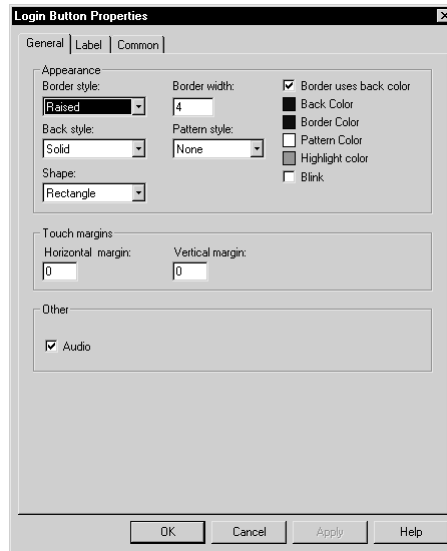 Login Button Properties
General Label Common
Appearance
Border style: Border width: Border uses back color
Raised 4 Back Color
Border Color
Back style: Pattern style: Pattern Color
Solid None Highlight color
Shape: Blink
Rectangle
Touch margins
Horizontal margin: Vertical margin:
0 0
Other
Audio
OK Cancel Apply Help